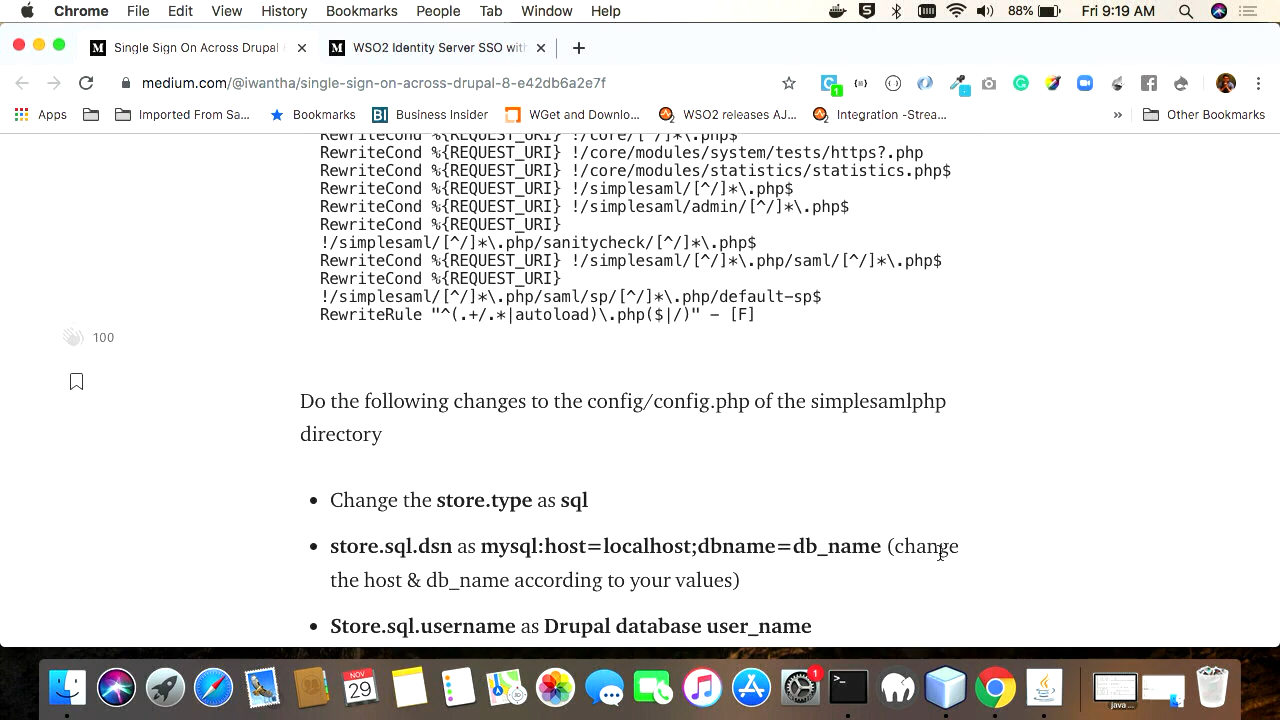 Chrome File Edit View History Bookmarks People Tab Window Help 88% Fri 9:19 AM
Single Sign On Across Drupal
WSO2 Identity Server SSO with
medium.com/@iwantha/single-sign-on-across-drupal-8-e42db6a2e7f
Apps Imported From Sa... Bookmarks Business Insider WGet and Downlo... WSO2 releases AJ... Integration -Strea... » Other Bookmarks
RewriteCond %{REQUEST_URI} !/core/[^/]*\.php$
RewriteCond %{REQUEST_URI} !/core/modules/system/tests/https?.php
RewriteCond %{REQUEST_URI} !/core/modules/statistics/statistics.php$
RewriteCond %{REQUEST_URI} !/simplesaml/[^/]*\.php$
RewriteCond %{REQUEST_URI} !/simplesaml/admin/[^/]*\.php$
RewriteCond %{REQUEST_URI}
!/simplesaml/[^/]*\.php/sanitycheck/[^/]*\.php$
RewriteCond %{REQUEST_URI} !/simplesaml/[^/]*\.php/saml/[^/]*\.php$
RewriteCond %{REQUEST_URI}
!/simplesaml/[^/]*\.php/saml/sp/[^/]*\.php/default-sp$
RewriteRule "^(.+/.*|autoload)\.php($|/)" - [F]
100
Do the following changes to the config/config.php of the simplesamlphp
directory
• Change the store.type as sql
• store.sql.dsn as mysql:host=localhost;dbname=db_name (change
the host & db_name according to your values)
• Store.sql.username as Drupal database user_name
NOV
29
1
java ...